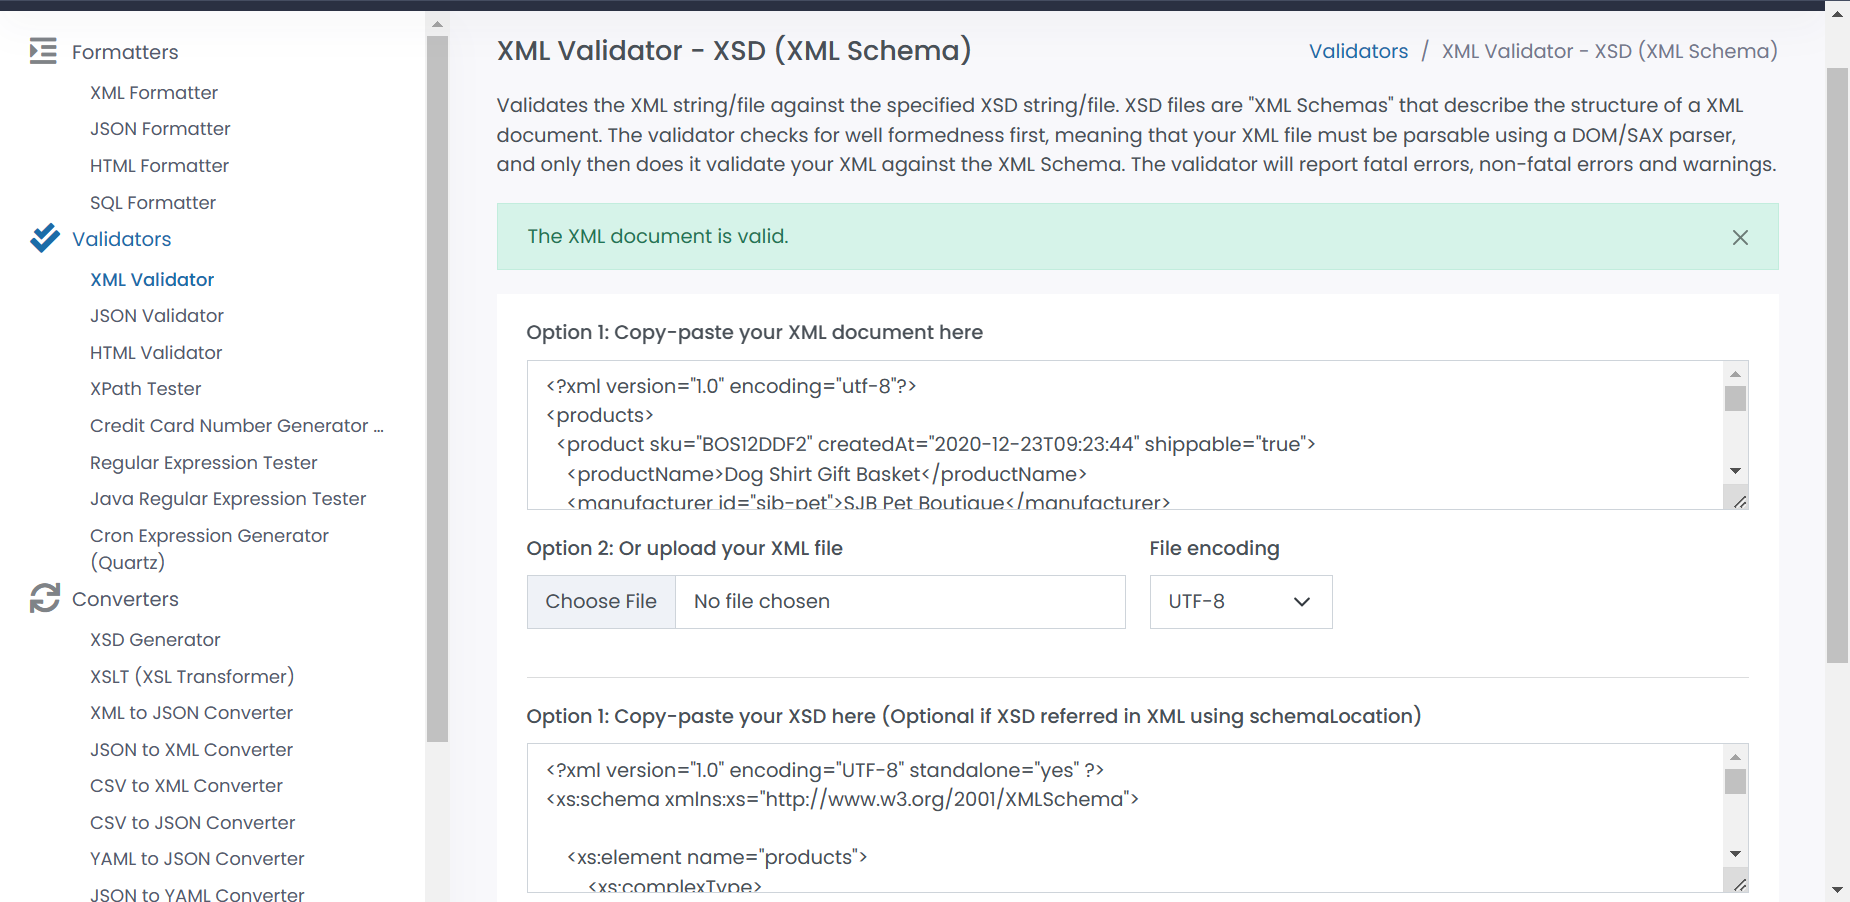 Formatters
XML Formatter
JSON Formatter
HTML Formatter
SQL Formatter
Validators
XML Validator
JSON Validator
HTML Validator
XPath Tester
Credit Card Number Generator ...
Regular Expression Tester
Java Regular Expression Tester
Cron Expression Generator
(Quartz)
Converters
XSD Generator
XSLT (XSL Transformer)
XML to JSON Converter
JSON to XML Converter
CSV to XML Converter
CSV to JSON Converter
YAML to JSON Converter
JSON to YAML Converter
XML Validator - XSD (XML Schema)
Validators / XML Validator - XSD (XML Schema)
Validates the XML string/file against the specified XSD string/file. XSD files are "XML Schemas" that describe the structure of a XML
document. The validator checks for well formedness first, meaning that your XML file must be parsable using a DOM/SAX parser,
and only then does it validate your XML against the XML Schema. The validator will report fatal errors, non-fatal errors and warnings.
The XML document is valid.
Option 1: Copy-paste your XML document here
<?xml version="1.0" encoding="utf-8"?>
<products>
<product sku="BOS12DDF2" createdAt="2020-12-23T09:23:44" shippable="true">
<productName>Dog Shirt Gift Basket</productName>
<manufacturer id="sjb-pet">SJB Pet Boutique</manufacturer>
Option 2: Or upload your XML file
File encoding
Choose File No file chosen
UTF-8
Option 1: Copy-paste your XSD here (Optional if XSD referred in XML using schemaLocation)
<?xml version="1.0" encoding="UTF-8" standalone="yes" ?>
<xs:schema xmlns:xs="http://www.w3.org/2001/XMLSchema">
<xs:element name="products">
<xs:complexType>